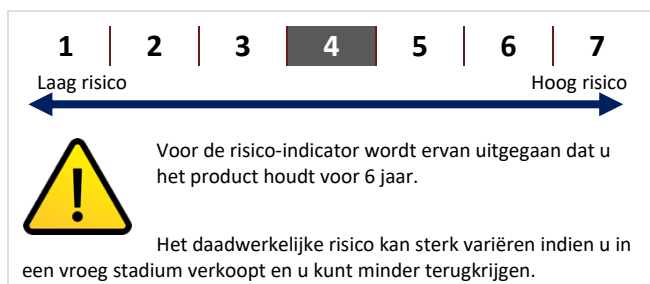 1 2 3 4 5 6 7
Laag risico Hoog risico
Voor de risico-indicator wordt ervan uitgegaan dat u
het product houdt voor 6 jaar.
Het daadwerkelijke risico kan sterk variëren indien u in
een vroeg stadium verkoopt en u kunt minder terugkrijgen.